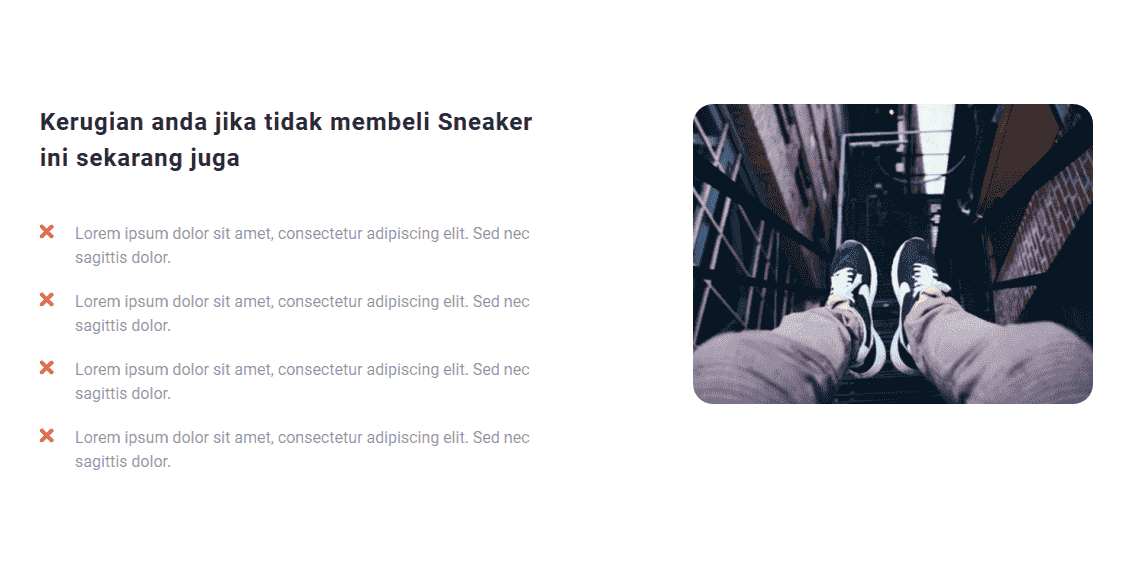 Kerugian anda jika tidak membeli Sneaker
ini sekarang juga
Lorem ipsum dolor sit amet, consectetur adipiscing elit. Sed nec
sagittis dolor.
Lorem ipsum dolor sit amet, consectetur adipiscing elit. Sed nec
sagittis dolor.
Lorem ipsum dolor sit amet, consectetur adipiscing elit. Sed nec
sagittis dolor.
Lorem ipsum dolor sit amet, consectetur adipiscing elit. Sed nec
sagittis dolor.